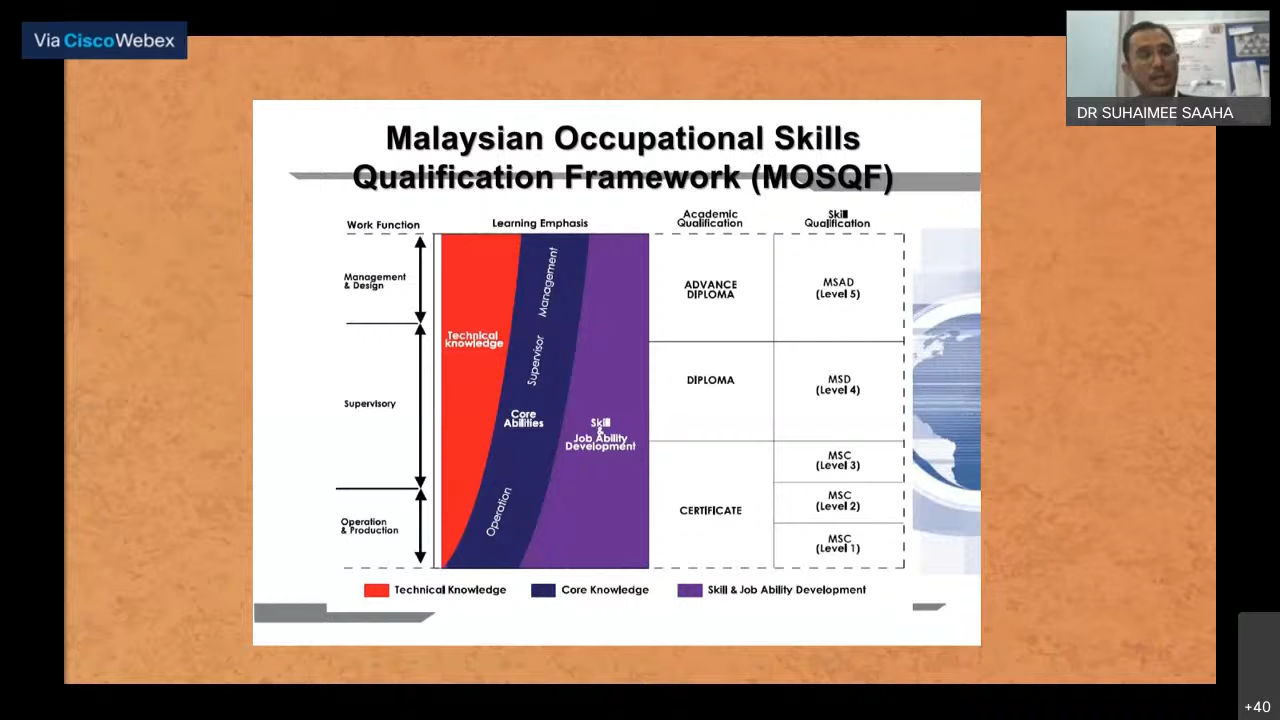 Via CiscoWebex
DR SUHAIMEE SAAHA
Malaysian Occupational Skills
Qualification Framework (MOSQF)
Work Function
Learning Emphasis
Academic
Qualification
Skill
Qualification
Management
& Design
Supervisory
Operation
& Production
Technical
knowledge
Management
Supervisor
Core
Abilities
Operation
Skill
&
Job Ability
Development
ADVANCE
DIPLOMA
DIPLOMA
CERTIFICATE
MSAD
(Level 5)
MSD
(Level 4)
MSC
(Level 3)
MSC
(Level 2)
MSC
(Level 1)
Technical Knowledge
Core Knowledge
Skill & Job Ability Development
+40